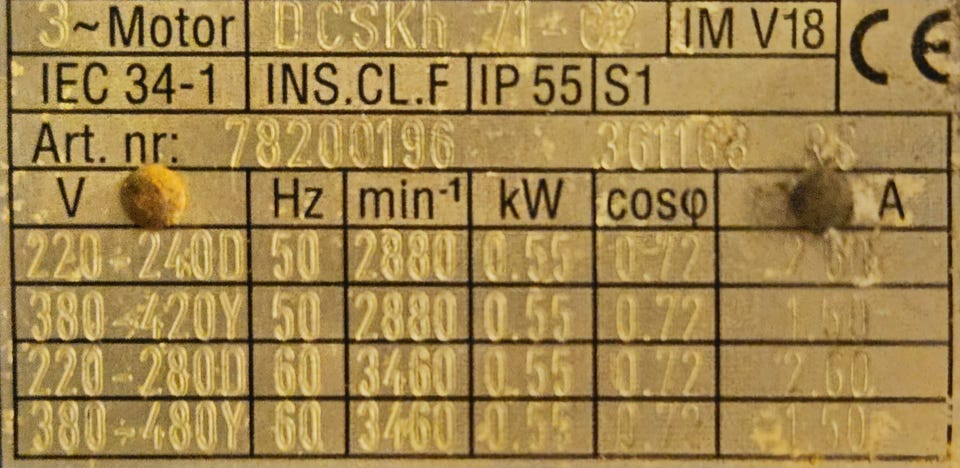 3~Motor DCSKh 71-02 IM V18 CE
IEC 34-1 INS.CL.F IP 55 S1
Art. nr: 78200196
V Hz min-1 kW cosφ A
220-240D 50 2880 0.55 0.72
380-420Y 50 2880 0.55 0.72 1.50
220-280D 60 3460 0.55 0.72 2.60
380÷480Y 60 3460 0.55 0.72 1.50